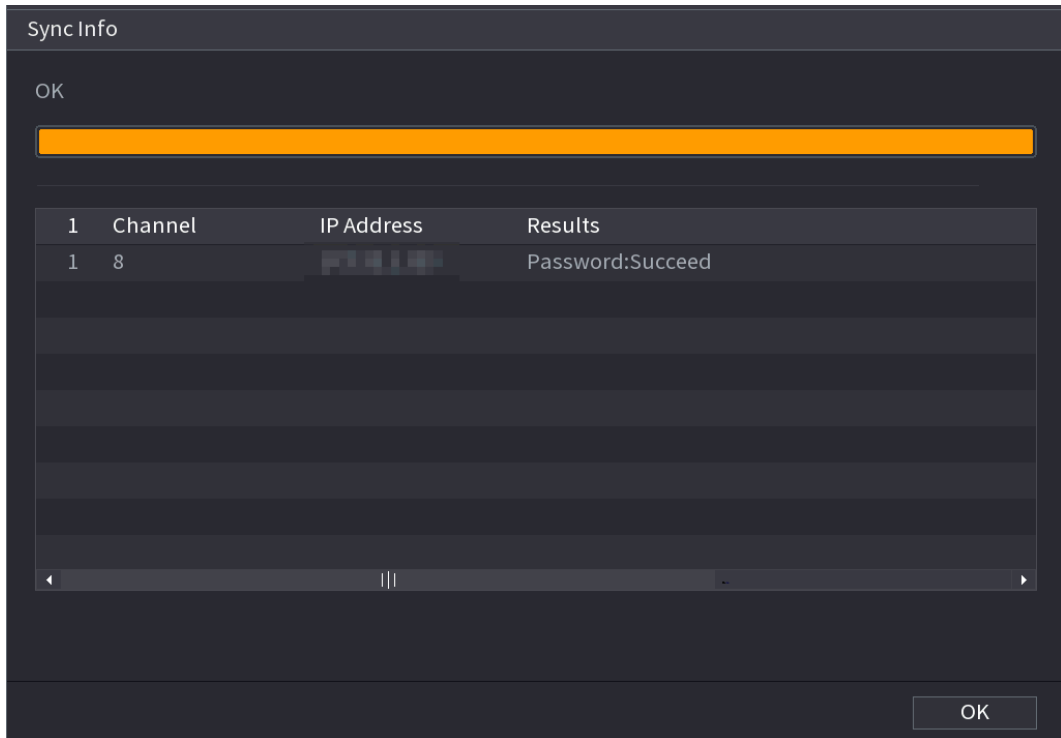 Sync Info
OK
1 Channel IP Address Results
1 8 Password:Succeed
OK